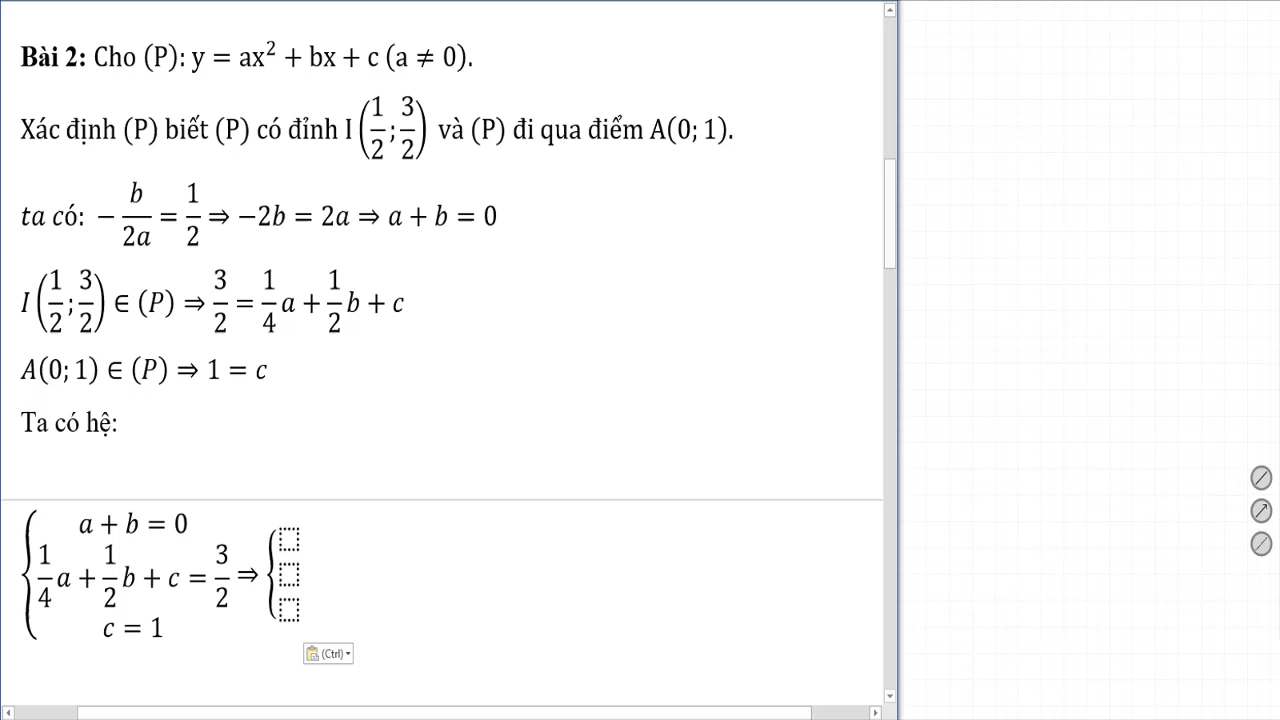 Bài 2: Cho (P): y = ax² + bx + c (a ≠ 0).
Xác định (P) biết (P) có đỉnh I (1/2; 3/2) và (P) đi qua điểm A(0; 1).
ta có: −b/2a = 1/2 ⇒ −2b = 2a ⇒ a + b = 0
I (1/2; 3/2) ∈ (P) ⇒ 3/2 = 1/4 a + 1/2 b + c
A(0; 1) ∈ (P) ⇒ 1 = c
Ta có hệ:
{ a + b = 0
1/4 a + 1/2 b + c = 3/2 ⇒ {
c = 1
(Ctrl)